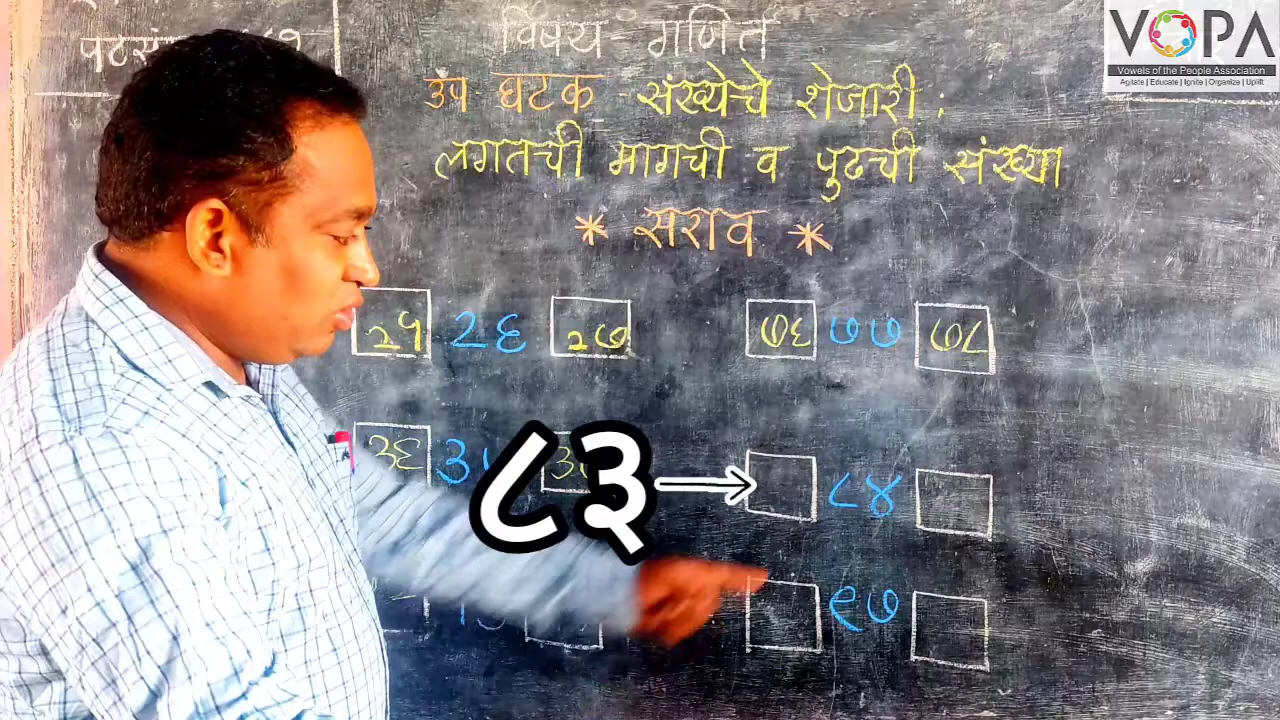 विषय गणित
उप घटक - संख्येचे शेजारी :
लगतची मागची व पुढची संख्या
* सराव *
२५ २६ २७ ७६ ७७ ७८
३६
८३ → ८४
९७
VOPA
Vowels of the People Association
Agitate | Educate | Ignite | Organize | Uplift